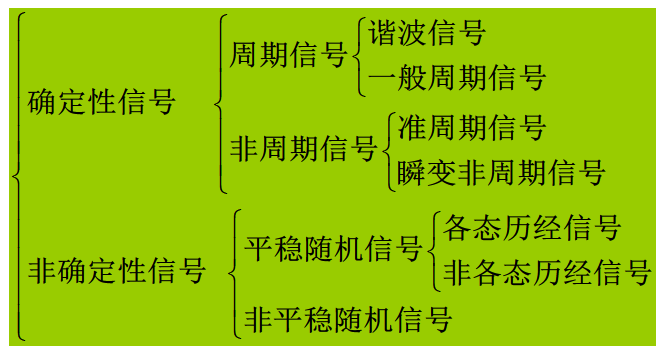 谐波信号
周期信号
一般周期信号
确定性信号
准周期信号
非周期信号
瞬变非周期信号
各态历经信号
平稳随机信号
非确定性信号
非各态历经信号
非平稳随机信号